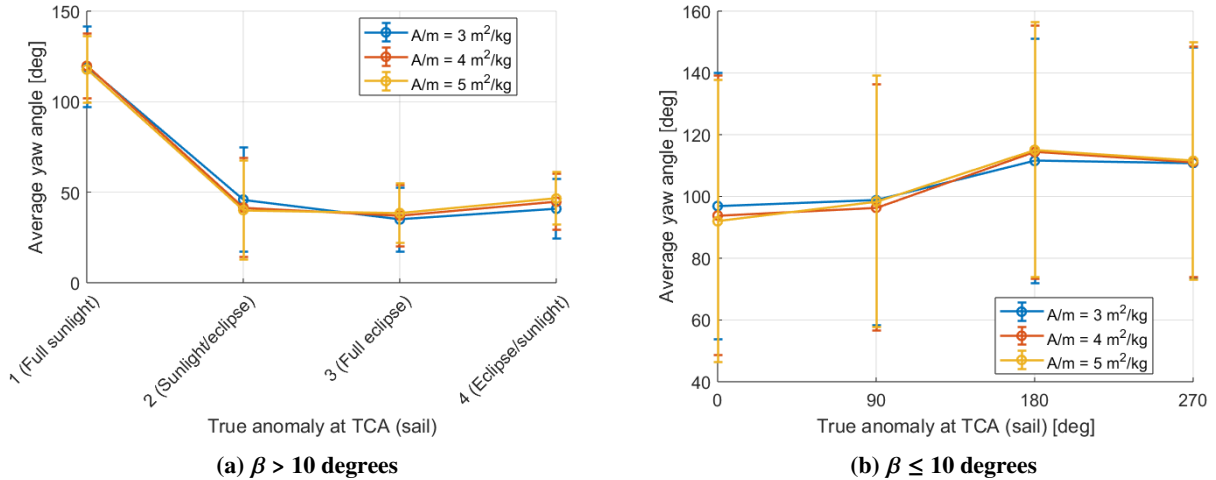 150
100
50
0
Average yaw angle [deg]
A/m = 3 m²/kg
A/m = 4 m²/kg
A/m = 5 m²/kg
1 (Full sunlight)
2 (Sunlight/eclipse)
3 (Full eclipse)
4 (Eclipse/sunlight)
True anomaly at TCA (sail)
(a) β > 10 degrees
160
140
120
100
80
60
40
Average yaw angle [deg]
A/m = 3 m²/kg
A/m = 4 m²/kg
A/m = 5 m²/kg
0 90 180 270
True anomaly at TCA (sail) [deg]
(b) β ≤ 10 degrees